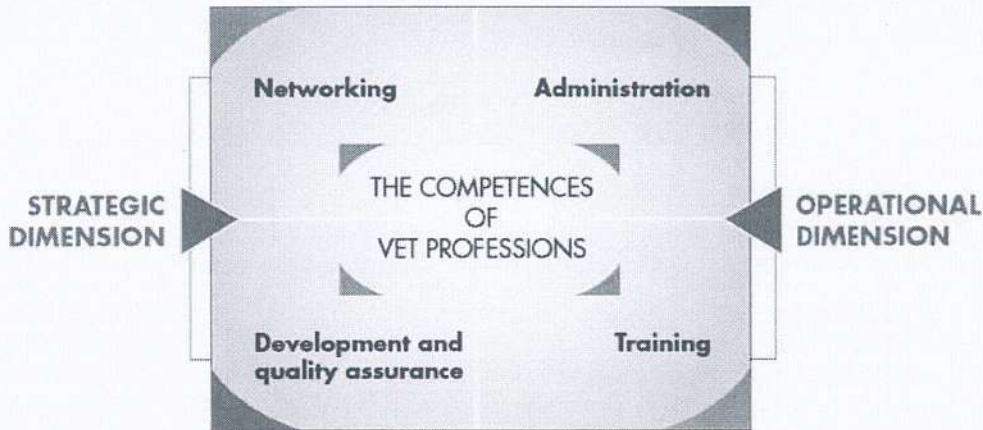 Networking
Administration
THE COMPETENCES
OF
VET PROFESSIONS
STRATEGIC
DIMENSION
OPERATIONAL
DIMENSION
Development and
quality assurance
Training